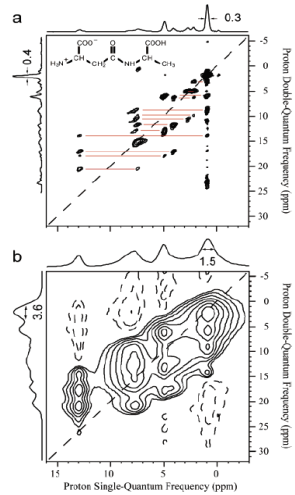 a
0.3
0.4
COO⁻
O
COOH
H₃N⁺
CH
CH₂
C
NH
CH
CH₃
-5
0
5
10
15
20
25
30
Proton Double-Quantum Frequency (ppm)
b
1.5
3.6
-5
0
5
10
15
20
25
30
Proton Double-Quantum Frequency (ppm)
15 10 5 0
Proton Single-Quantum Frequency (ppm)